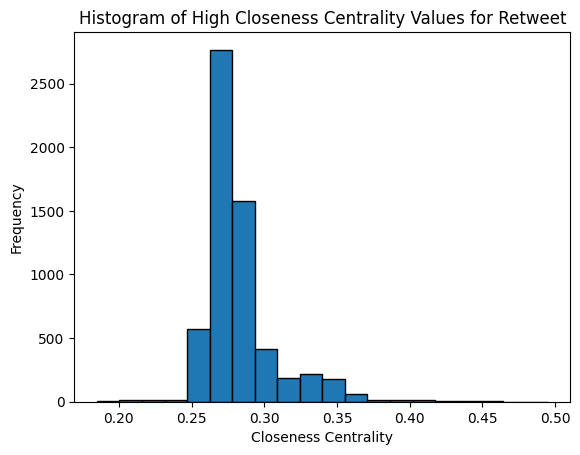 Histogram of High Closeness Centrality Values for Retweet
Frequency
2500
2000
1500
1000
500
0
0.20 0.25 0.30 0.35 0.40 0.45 0.50
Closeness Centrality